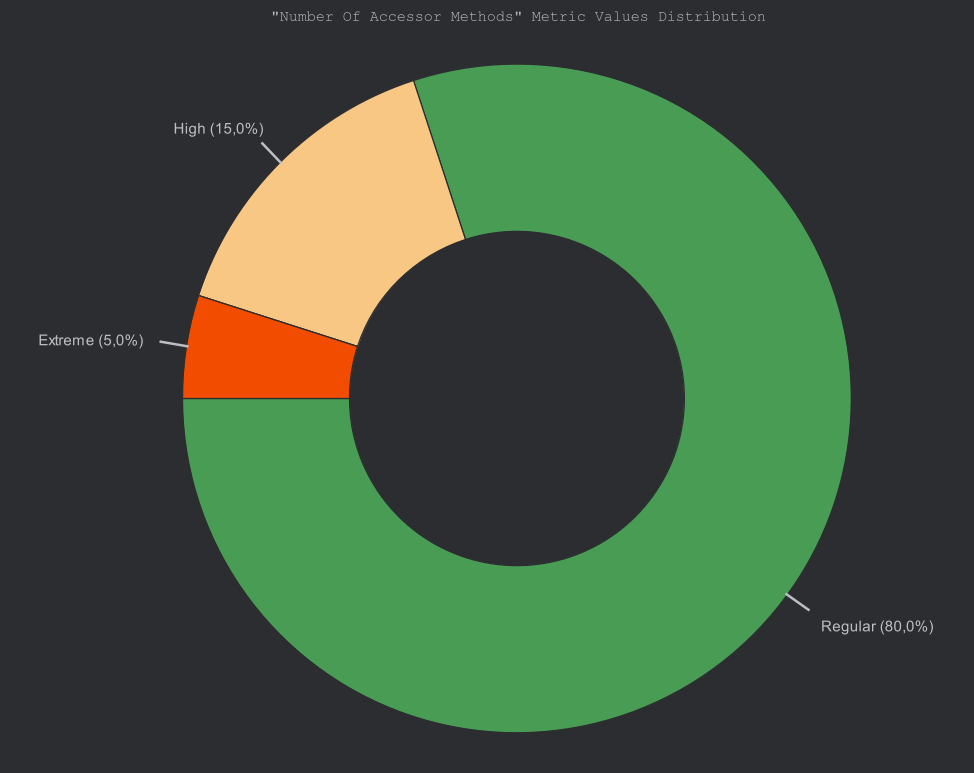 "Number Of Accessor Methods" Metric Values Distribution
High (15,0%)
Extreme (5,0%)
Regular (80,0%)